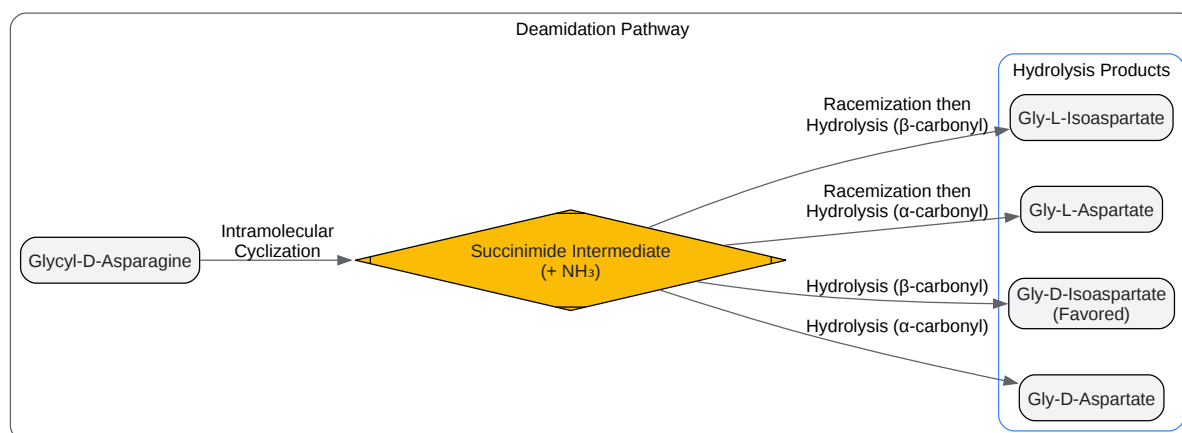 Deamidation Pathway
Hydrolysis Products
Racemization then
Hydrolysis (β-carbonyl)
Gly-L-Isoaspartate
Racemization then
Hydrolysis (α-carbonyl)
Gly-L-Aspartate
Intramolecular
Cyclization
Glycyl-D-Asparagine
Succinimide Intermediate
(+ NH₃)
Hydrolysis (β-carbonyl)
Gly-D-Isoaspartate
(Favored)
Hydrolysis (α-carbonyl)
Gly-D-Aspartate